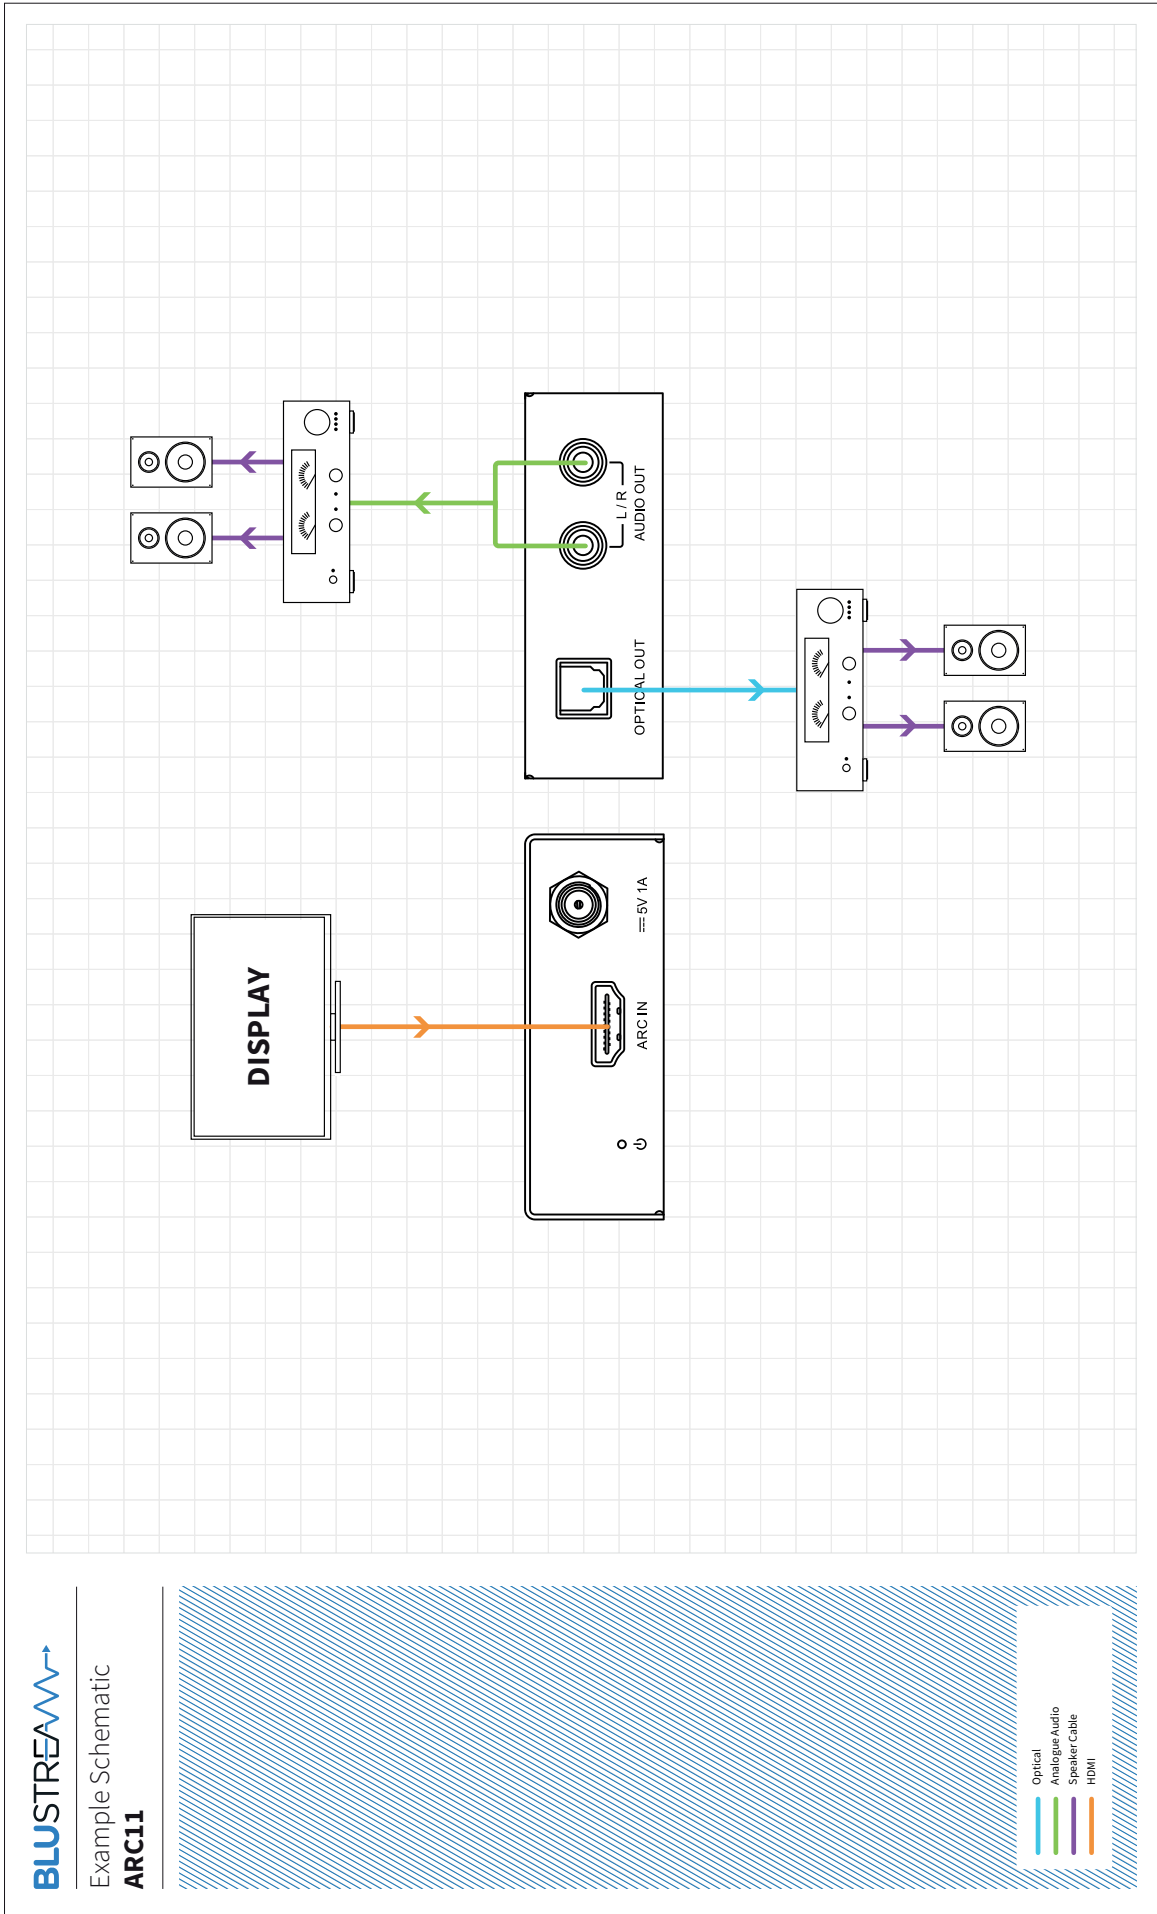 BLUSTREAM
Example Schematic
ARC11
Optical
Analogue Audio
Speaker Cable
HDMI
DISPLAY
ARC IN
5V 1A
OPTICAL OUT
L / R
AUDIO OUT